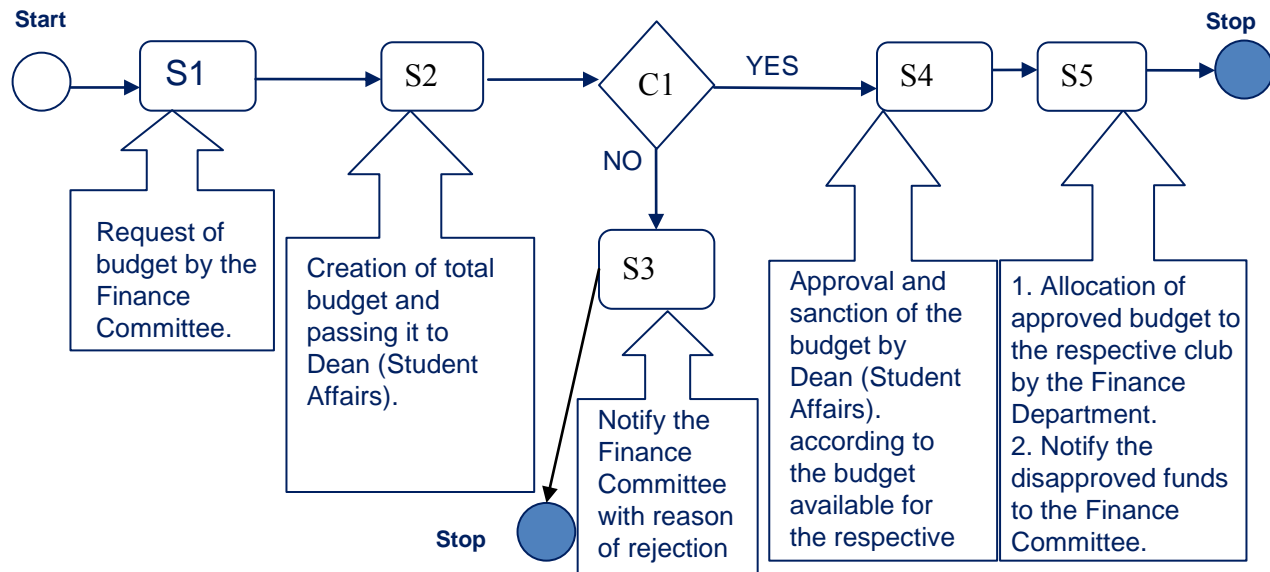 Start
Stop
S1
S2
C1
YES
S4
S5
NO
S3
Request of
budget by the
Finance
Committee.
Creation of total
budget and
passing it to
Dean (Student
Affairs).
Notify the
Finance
Committee
with reason
of rejection
Approval and
sanction of the
budget by
Dean (Student
Affairs).
according to
the budget
available for
the respective
1. Allocation of
approved budget to
the respective club
by the Finance
Department.
2. Notify the
disapproved funds
to the Finance
Committee.
Stop